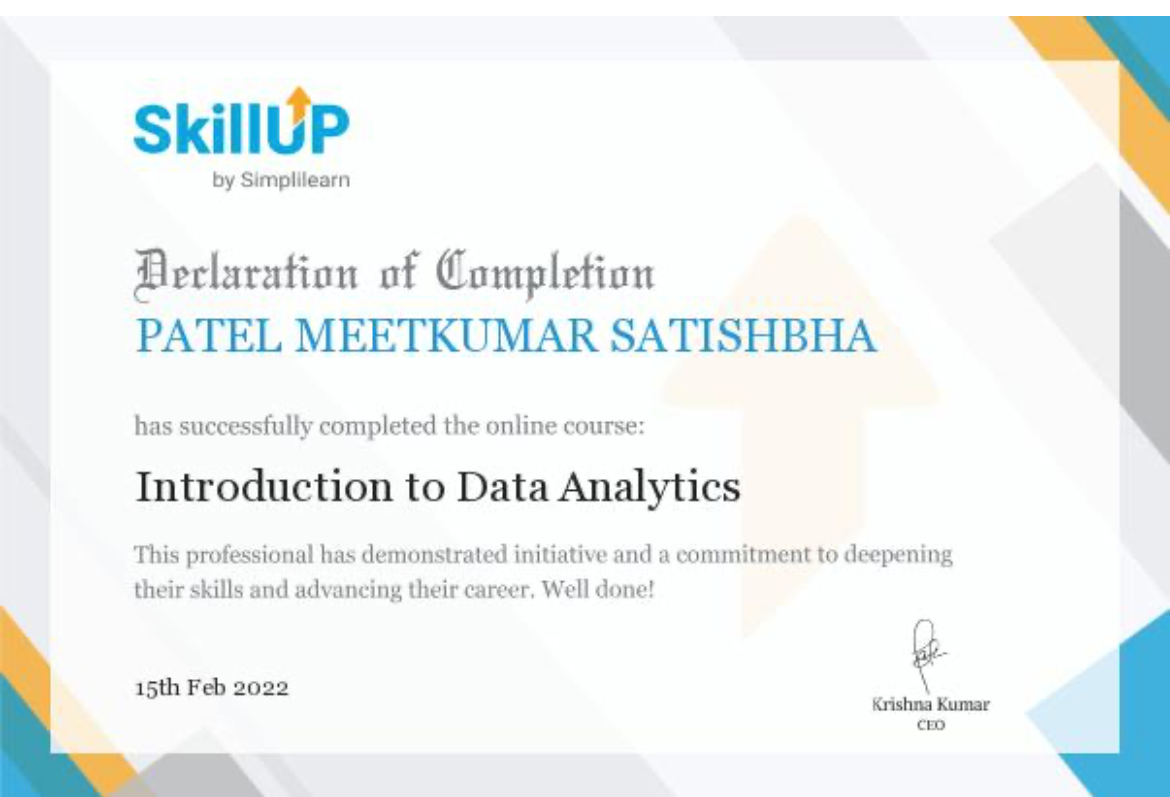 SkillUP
by Simplilearn
Declaration of Completion
PATEL MEETKUMAR SATISHBHA
has successfully completed the online course:
Introduction to Data Analytics
This professional has demonstrated initiative and a commitment to deepening
their skills and advancing their career. Well done!
15th Feb 2022
Krishna Kumar
CEO